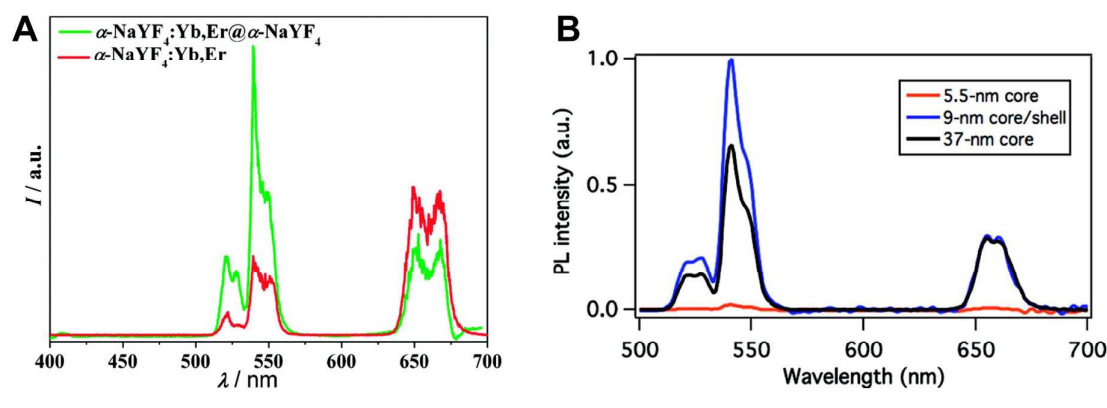 A
α-NaYF4:Yb,Er@α-NaYF4
α-NaYF4:Yb,Er
I / a.u.
400 450 500 550 600 650 700
λ / nm
B
1.0
0.5
0.0
PL intensity (a.u.)
5.5-nm core
9-nm core/shell
37-nm core
500 550 600 650 700
Wavelength (nm)